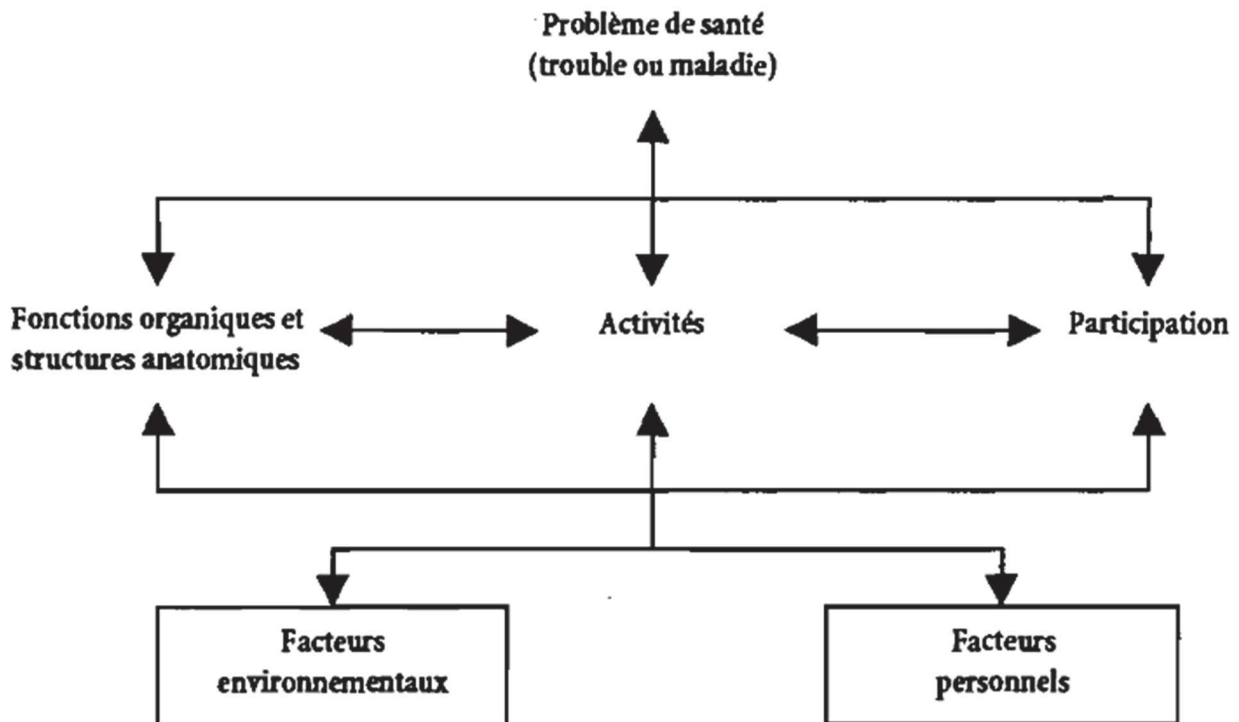 Problème de santé
(trouble ou maladie)
Fonctions organiques et
structures anatomiques
Activités
Participation
Facteurs
environnementaux
Facteurs
personnels